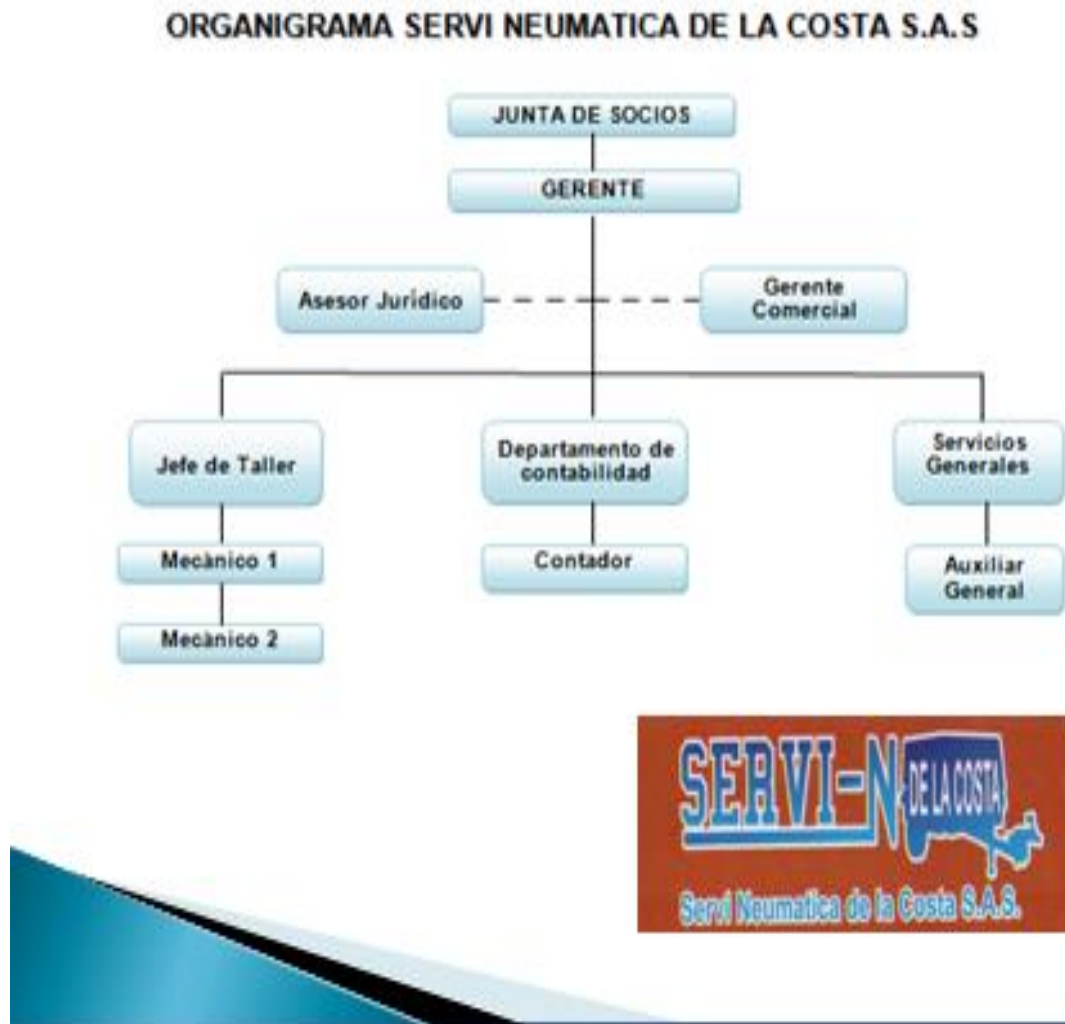 ORGANIGRAMA SERVI NEUMATICA DE LA COSTA S.A.S
JUNTA DE SOCIOS
GERENTE
Asesor Jurídico
Gerente
Comercial
Jefe de Taller
Departamento de
contabilidad
Servicios
Generales
Mecànico 1
Contador
Auxiliar
General
Mecànico 2
SERVI-N DE LA COSTA
Servi Neumatica de la Costa S.A.S.